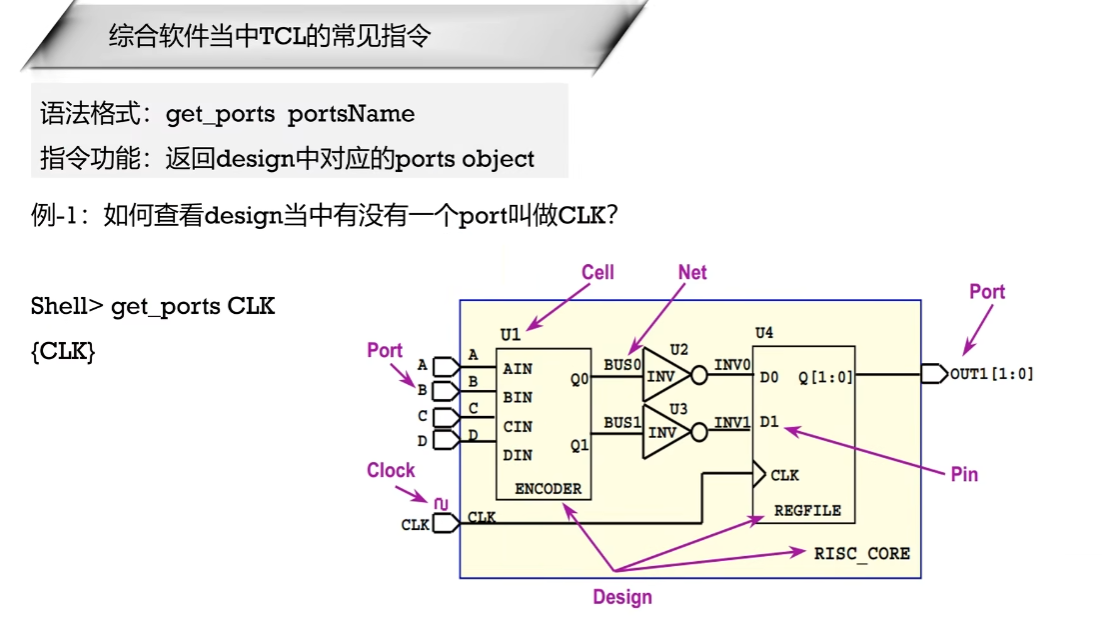 综合软件当中TCL的常见指令
语法格式：get_ports portsName
指令功能：返回design中对应的ports object
例-1：如何查看design当中有没有一个port叫做CLK？
Shell> get_ports CLK
{CLK}
Cell
Net
Port
U1
U4
Port
A
A
AIN
Q0
BUS0
U2
INV
INV0
D0
Q[1:0]
OUT1[1:0]
B
B
BIN
C
C
CIN
D
D
DIN
Q1
BUS1
U3
INV
INV1
D1
Pin
Clock
ENCODER
CLK
CLK
CLK
REGFILE
RISC_CORE
Design